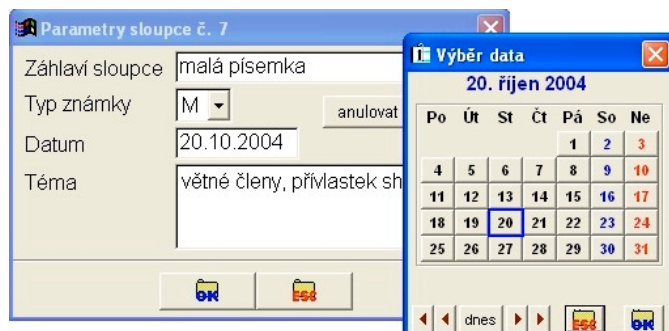 Parametry sloupce č. 7
Záhlaví sloupce malá písemka
Typ známky M anulovat
Datum 20.10.2004
Téma větné členy, přívlastek sh
OK ESC
Výběr data
20. říjen 2004
Po Út St Čt Pá So Ne
1 2 3
4 5 6 7 8 9 10
11 12 13 14 15 16 17
18 19 20 21 22 23 24
25 26 27 28 29 30 31
dnes ESC OK